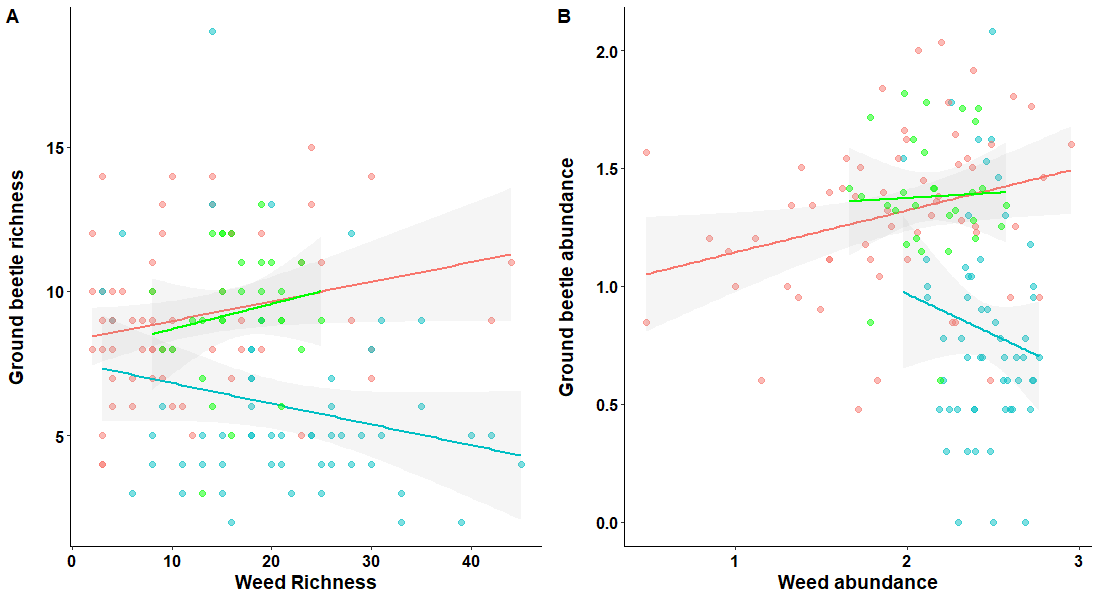 A
Ground beetle richness
15
10
5
0
10
20
30
40
Weed Richness
B
Ground beetle abundance
2.0
1.5
1.0
0.5
0.0
1
2
3
Weed abundance